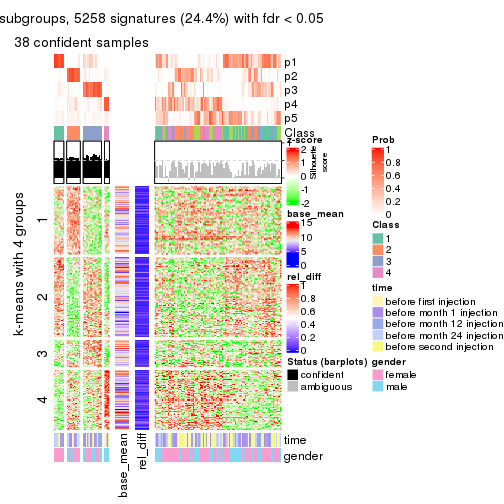 subgroups, 5258 signatures (24.4%) with fdr < 0.05
38 confident samples
p1
p2
p3
p4
p5
Class
1
Silhouette
score
k-means with 4 groups
1
2
3
4
time
gender
base_mean
rel_diff
z-score
2
1
0
-1
-2
base_mean
15
10
5
0
rel_diff
1
0.8
0.6
0.4
0.2
0
Status (barplots)
confident
ambiguous
Prob
1
0.8
0.6
0.4
0.2
0
Class
1
2
3
4
time
before first injection
before month 1 injection
before month 12 injection
before month 24 injection
before second injection
gender
female
male